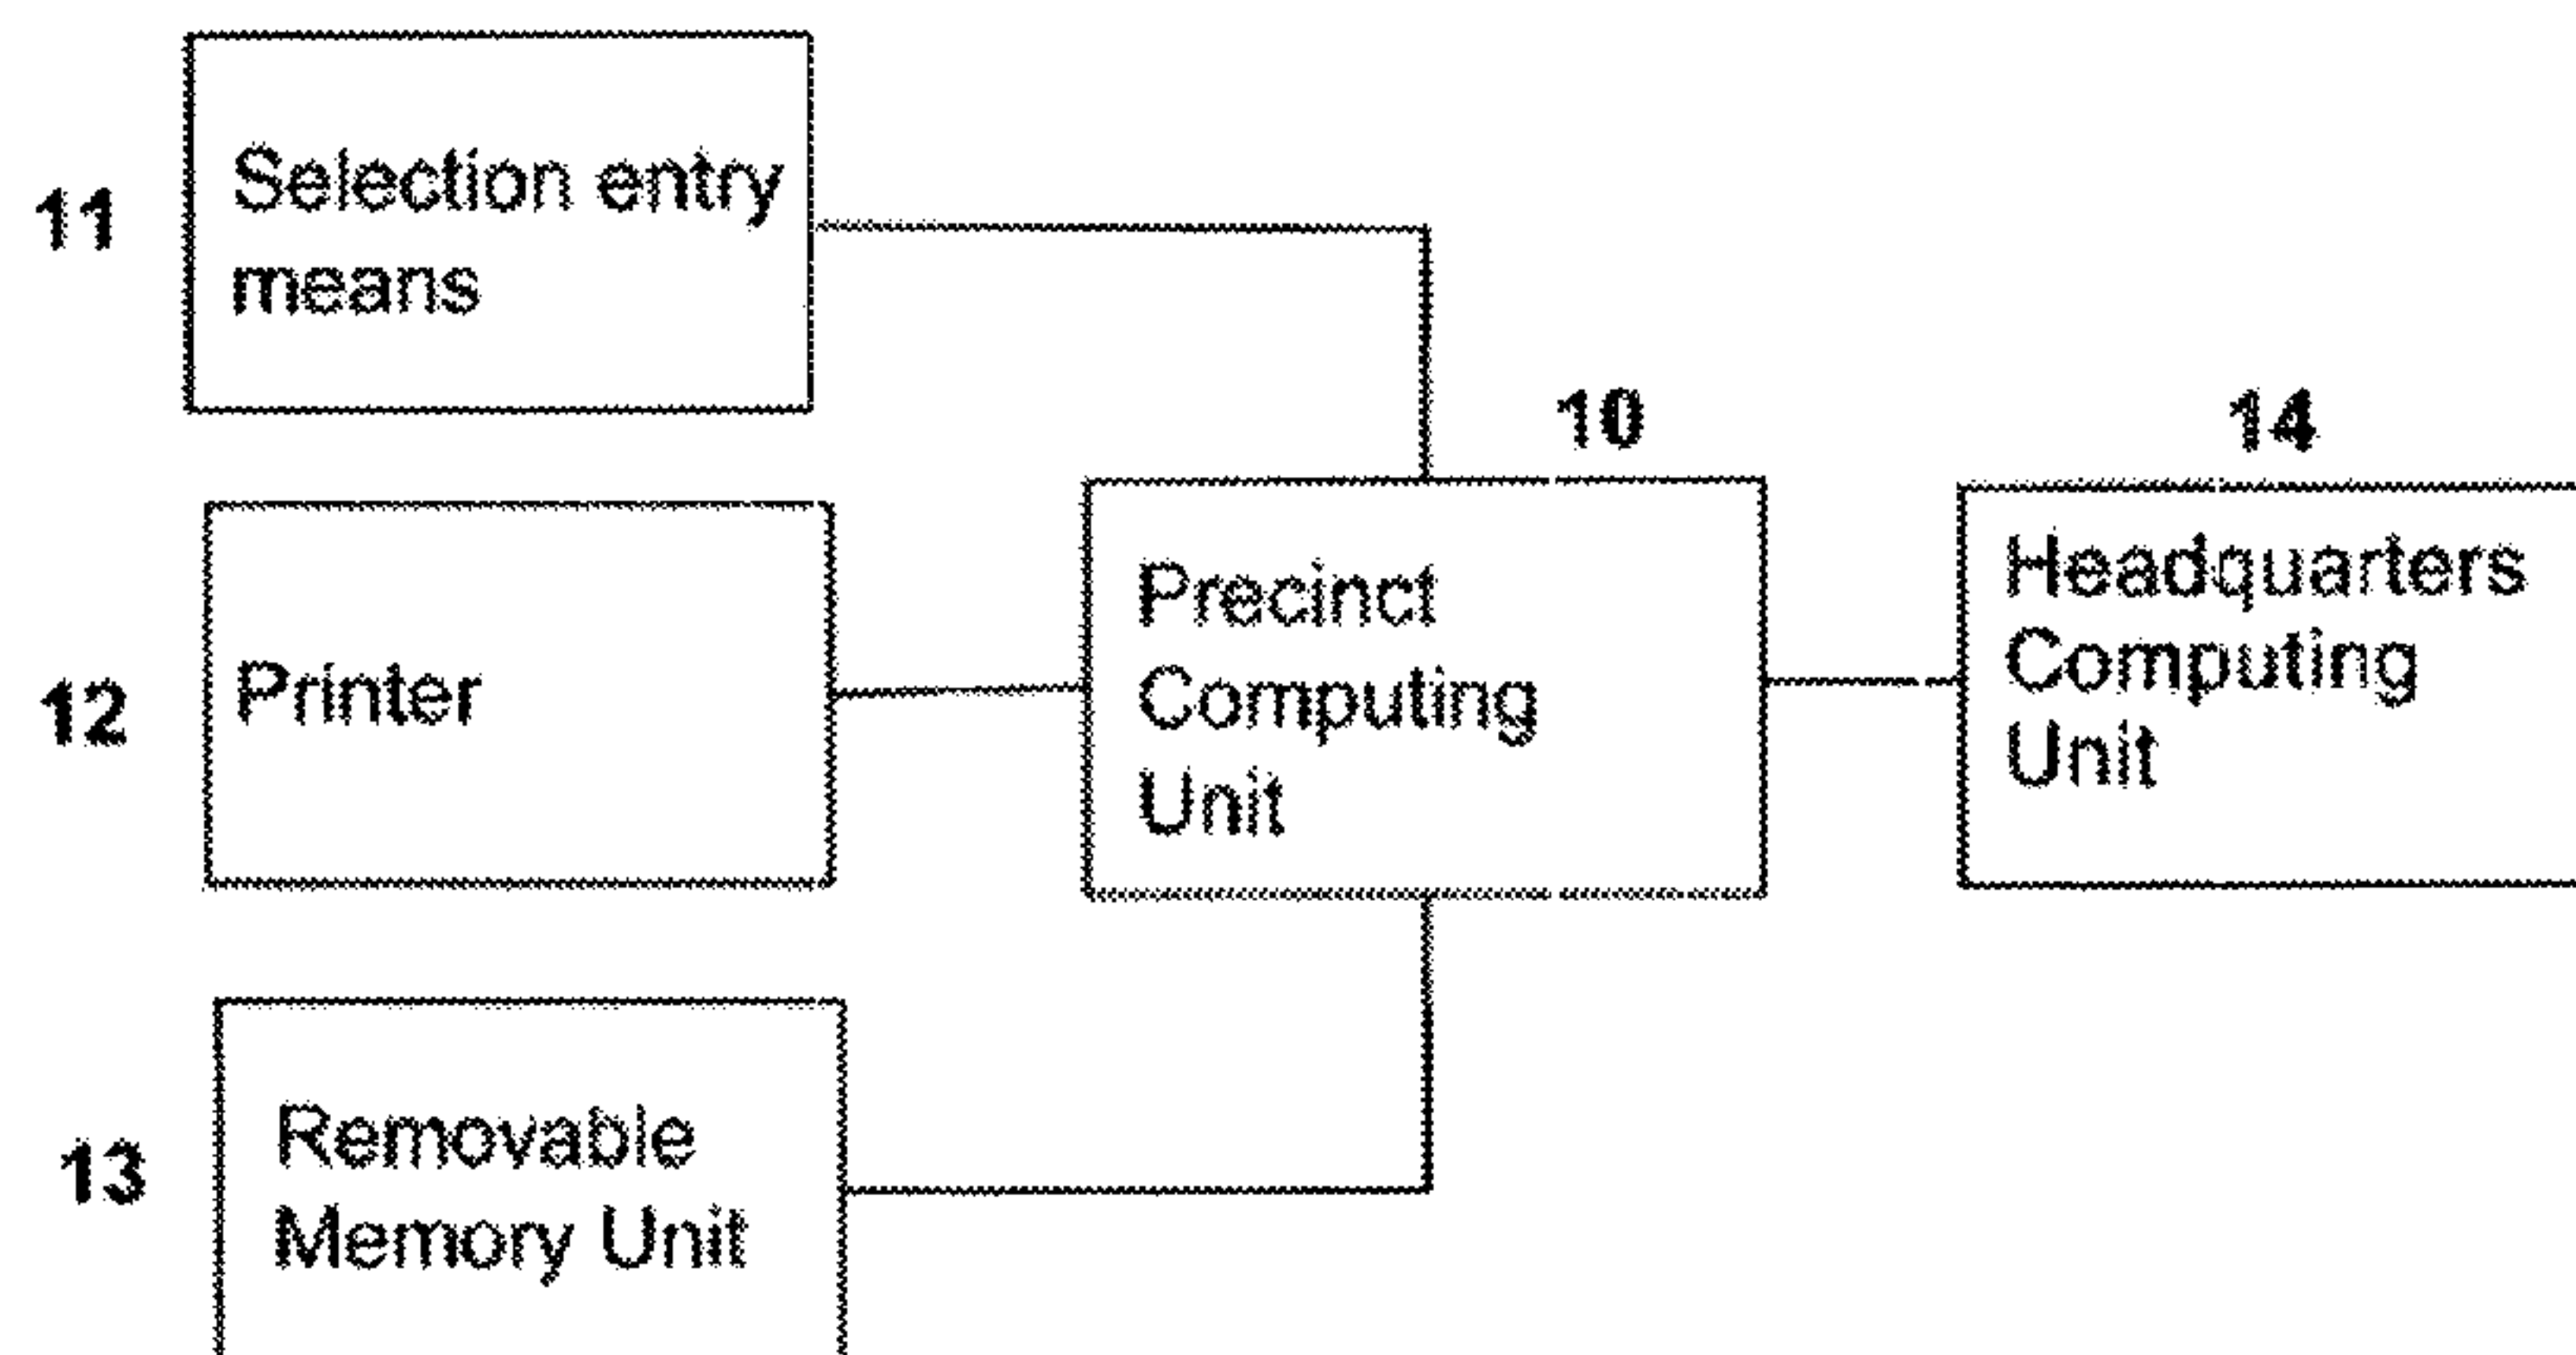 11
Selection entry
means
10
14
12
Printer
Precinct
Computing
Unit
Headquarters
Computing
Unit
13
Removable
Memory Unit